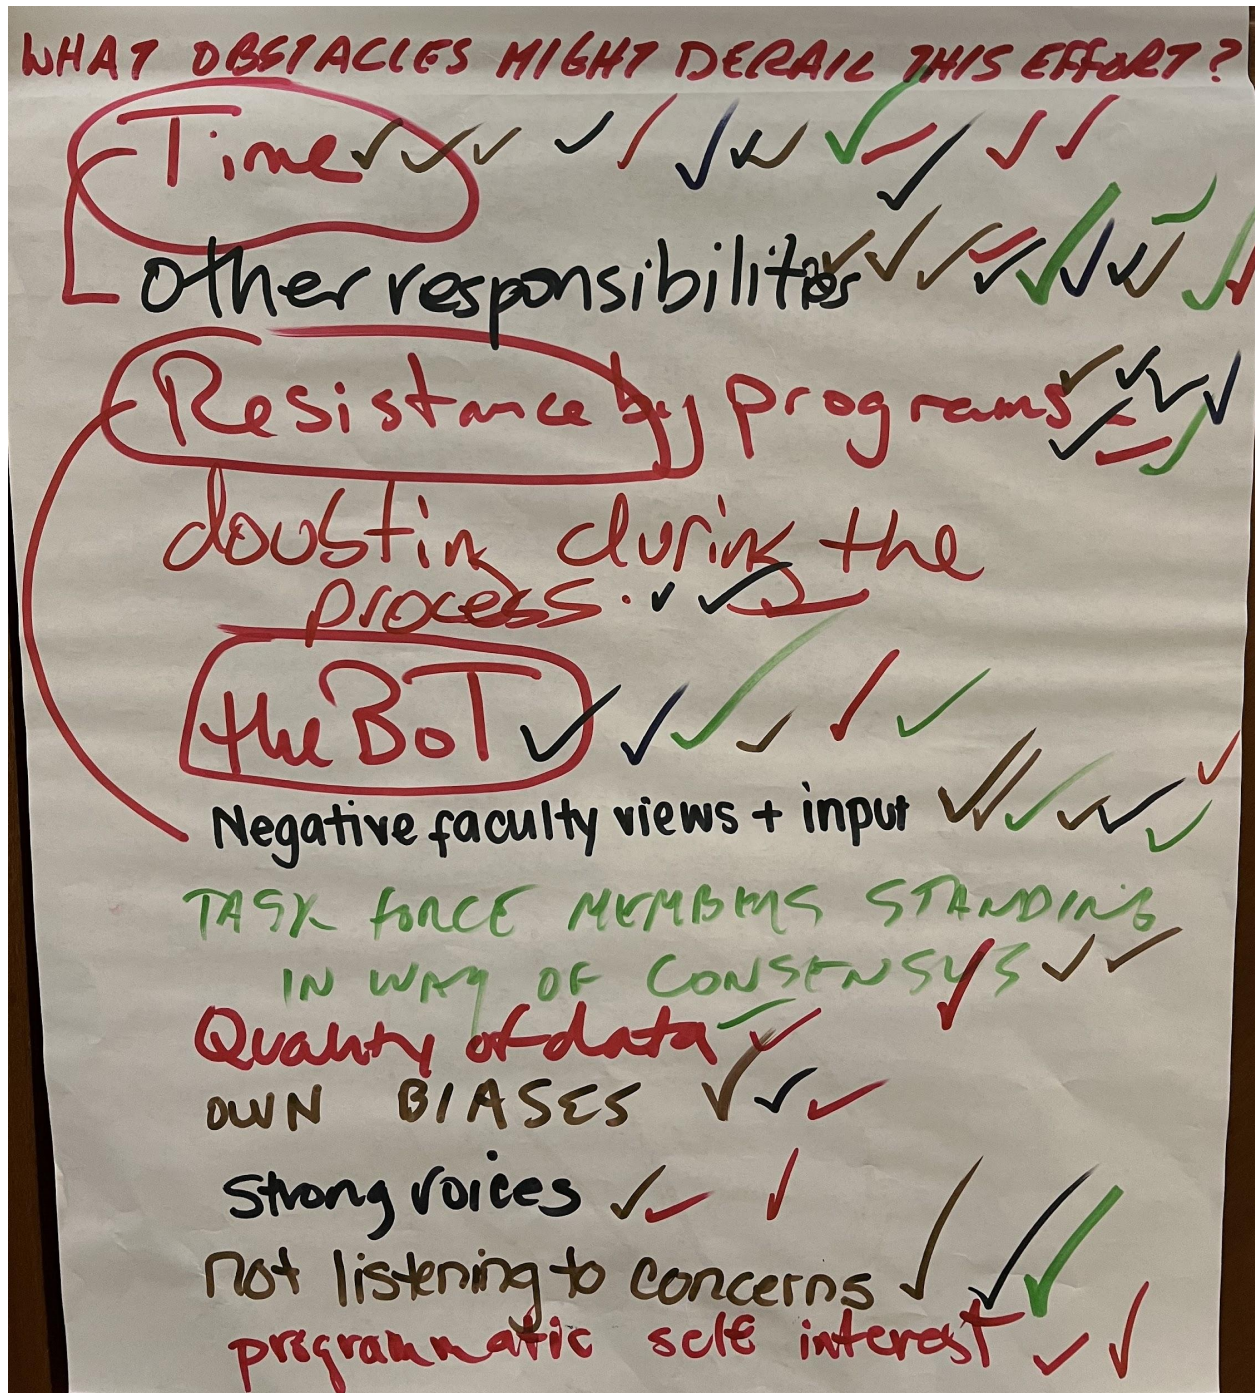 WHAT OBSTACLES MIGHT DERAIL THIS EFFORT?
Time
Other responsibilities
Resistance by programs -
doubting during the
process.
the BoT
Negative faculty views + input
TASK FORCE MEMBERS STANDING
IN WAY OF CONSENSUS
Quality of data
OWN BIASES
Strong voices
not listening to concerns
programmatic self interest